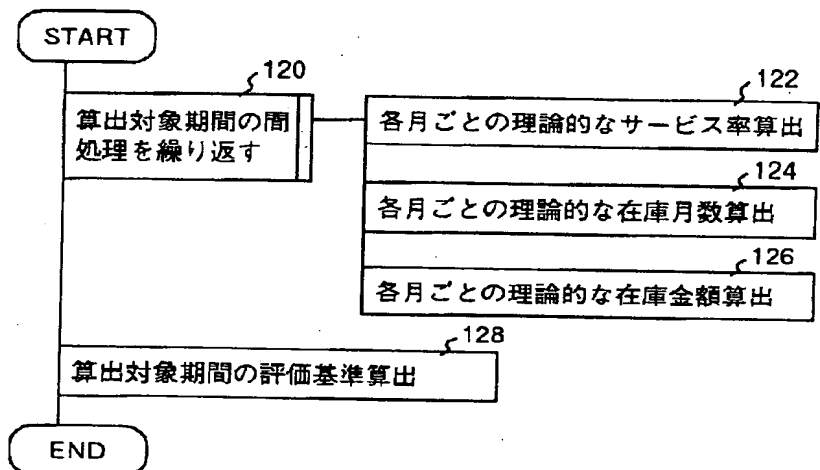 START
120
算出対象期間の間
処理を繰り返す
122
各月ごとの理論的なサービス率算出
124
各月ごとの理論的な在庫月数算出
126
各月ごとの理論的な在庫金額算出
128
算出対象期間の評価基準算出
END